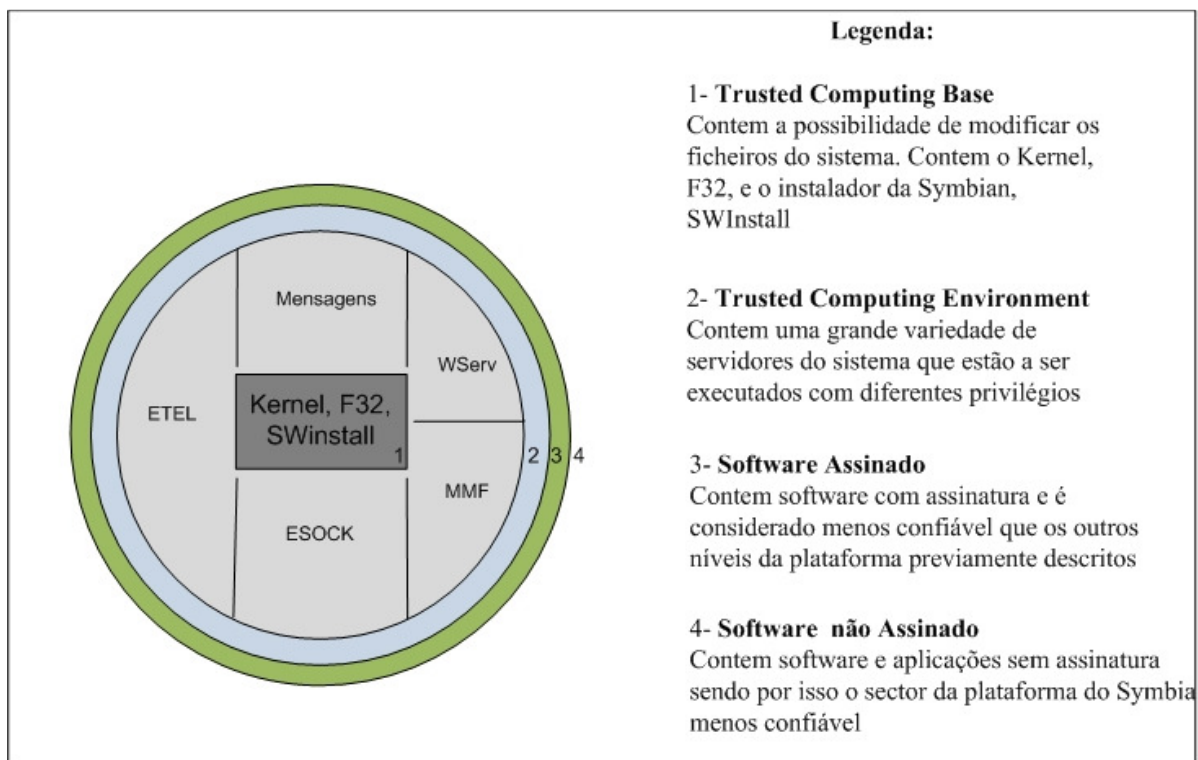 Legenda:
1- Trusted Computing Base
Contem a possibilidade de modificar os
ficheiros do sistema. Contem o Kernel,
F32, e o instalador da Symbian,
SWInstall
2- Trusted Computing Environment
Contem uma grande variedade de
servidores do sistema que estão a ser
executados com diferentes privilégios
3- Software Assinado
Contem software com assinatura e é
considerado menos confiável que os outros
níveis da plataforma previamente descritos
4- Software não Assinado
Contem software e aplicações sem assinatura
sendo por isso o sector da plataforma do Symbia
menos confiável
Mensagens
WServ
ETEL
Kernel, F32,
SWinstall
1
2 3 4
MMF
ESOCK